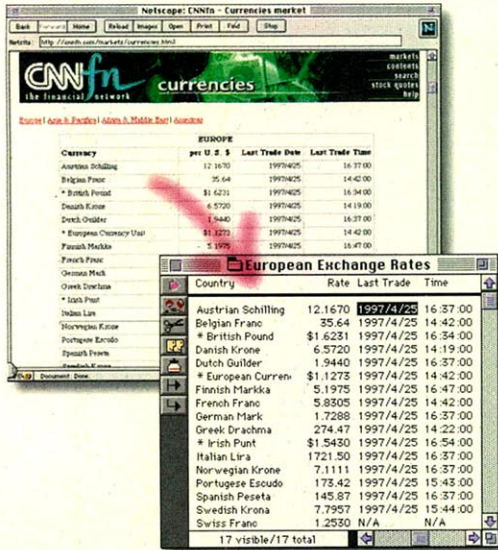 Netscape: CNNfn - Currencies market
Back Forward Home Reload Images Open Print Find Stop
Netsite: http://cnnfn.com/markets/currencies.html
N
CNNfn
the financial network
currencies
markets
contents
search
stock quotes
help
Europe | Asia & Pacific | Africa & Middle East | Americas
EUROPE
Currency per U. S. $ Last Trade Date Last Trade Time
Austrian Schilling 12.1670 1997/4/25 16:37:00
Belgian Franc 35.64 1997/4/25 14:42:00
* British Pound $1.6231 1997/4/25 16:34:00
Danish Krone 6.5720 1997/4/25 14:19:00
Dutch Guilder 1.9440 1997/4/25 16:37:00
* European Currency Unit $1.1273 1997/4/25 14:42:00
Finnish Markka 5.1975 1997/4/25 16:47:00
French Franc
German Mark
Greek Drachma
* Irish Punt
Italian Lira
Norwegian Krone
Portugese Escudo
Spanish Peseta
Swedish Krona
Document: Done.
European Exchange Rates
Country Rate Last Trade Time
Austrian Schilling 12.1670 1997/4/25 16:37:00
Belgian Franc 35.64 1997/4/25 14:42:00
* British Pound $1.6231 1997/4/25 16:34:00
Danish Krone 6.5720 1997/4/25 14:19:00
Dutch Guilder 1.9440 1997/4/25 16:37:00
* European Curren $1.1273 1997/4/25 14:42:00
Finnish Markka 5.1975 1997/4/25 16:47:00
French Franc 5.8305 1997/4/25 14:42:00
German Mark 1.7288 1997/4/25 16:37:00
Greek Drachma 274.47 1997/4/25 14:22:00
* Irish Punt $1.5430 1997/4/25 16:54:00
Italian Lira 1721.50 1997/4/25 16:37:00
Norwegian Krone 7.1111 1997/4/25 16:37:00
Portugese Escudo 173.42 1997/4/25 15:43:00
Spanish Peseta 145.87 1997/4/25 16:37:00
Swedish Krona 7.7957 1997/4/25 15:44:00
Swiss Franc 1.2530 N/A N/A
17 visible/17 total